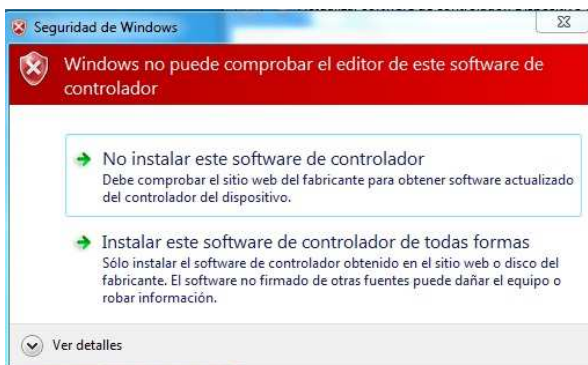 Seguridad de Windows
Windows no puede comprobar el editor de este software de
controlador
No instalar este software de controlador
Debe comprobar el sitio web del fabricante para obtener software actualizado
del controlador del dispositivo.
Instalar este software de controlador de todas formas
Sólo instalar el software de controlador obtenido en el sitio web o disco del
fabricante. El software no firmado de otras fuentes puede dañar el equipo o
robar información.
Ver detalles